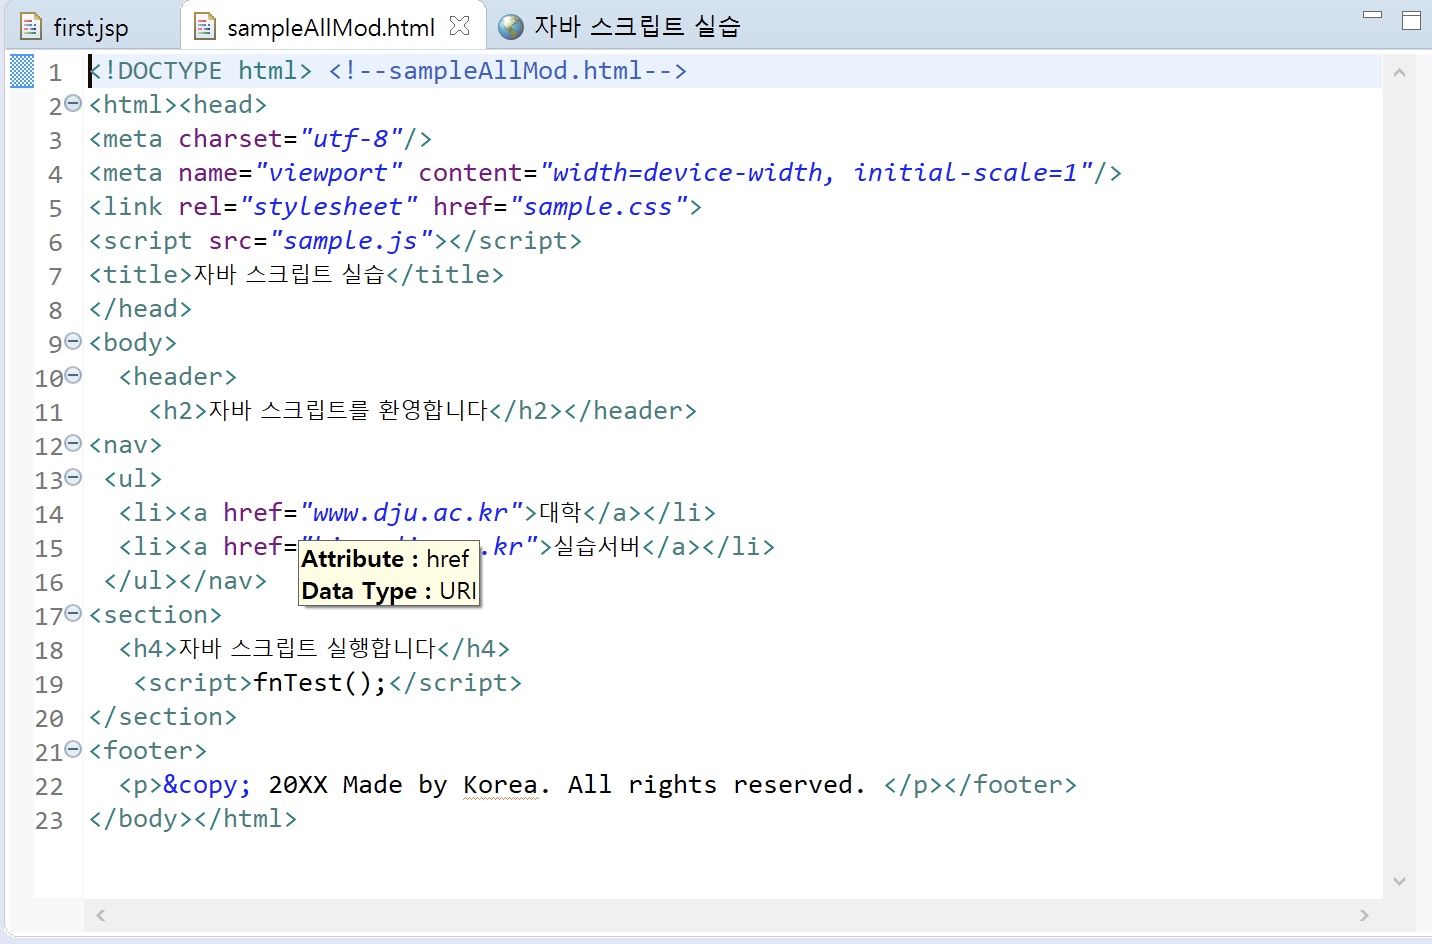 first.jsp sampleAllMod.html 자바 스크립트 실습
1 <!DOCTYPE html> <!--sampleAllMod.html-->
2 <html><head>
3 <meta charset="utf-8"/>
4 <meta name="viewport" content="width=device-width, initial-scale=1"/>
5 <link rel="stylesheet" href="sample.css">
6 <script src="sample.js"></script>
7 <title>자바 스크립트 실습</title>
8 </head>
9 <body>
10 <header>
11 <h2>자바 스크립트를 환영합니다</h2></header>
12 <nav>
13 <ul>
14 <li><a href="www.dju.ac.kr">대학</a></li>
15 <li><a href=" .kr">실습서버</a></li>
Attribute : href
Data Type : URI
16 </ul></nav>
17 <section>
18 <h4>자바 스크립트 실행합니다</h4>
19 <script>fnTest();</script>
20 </section>
21 <footer>
22 <p>&copy; 20XX Made by Korea. All rights reserved. </p></footer>
23 </body></html>